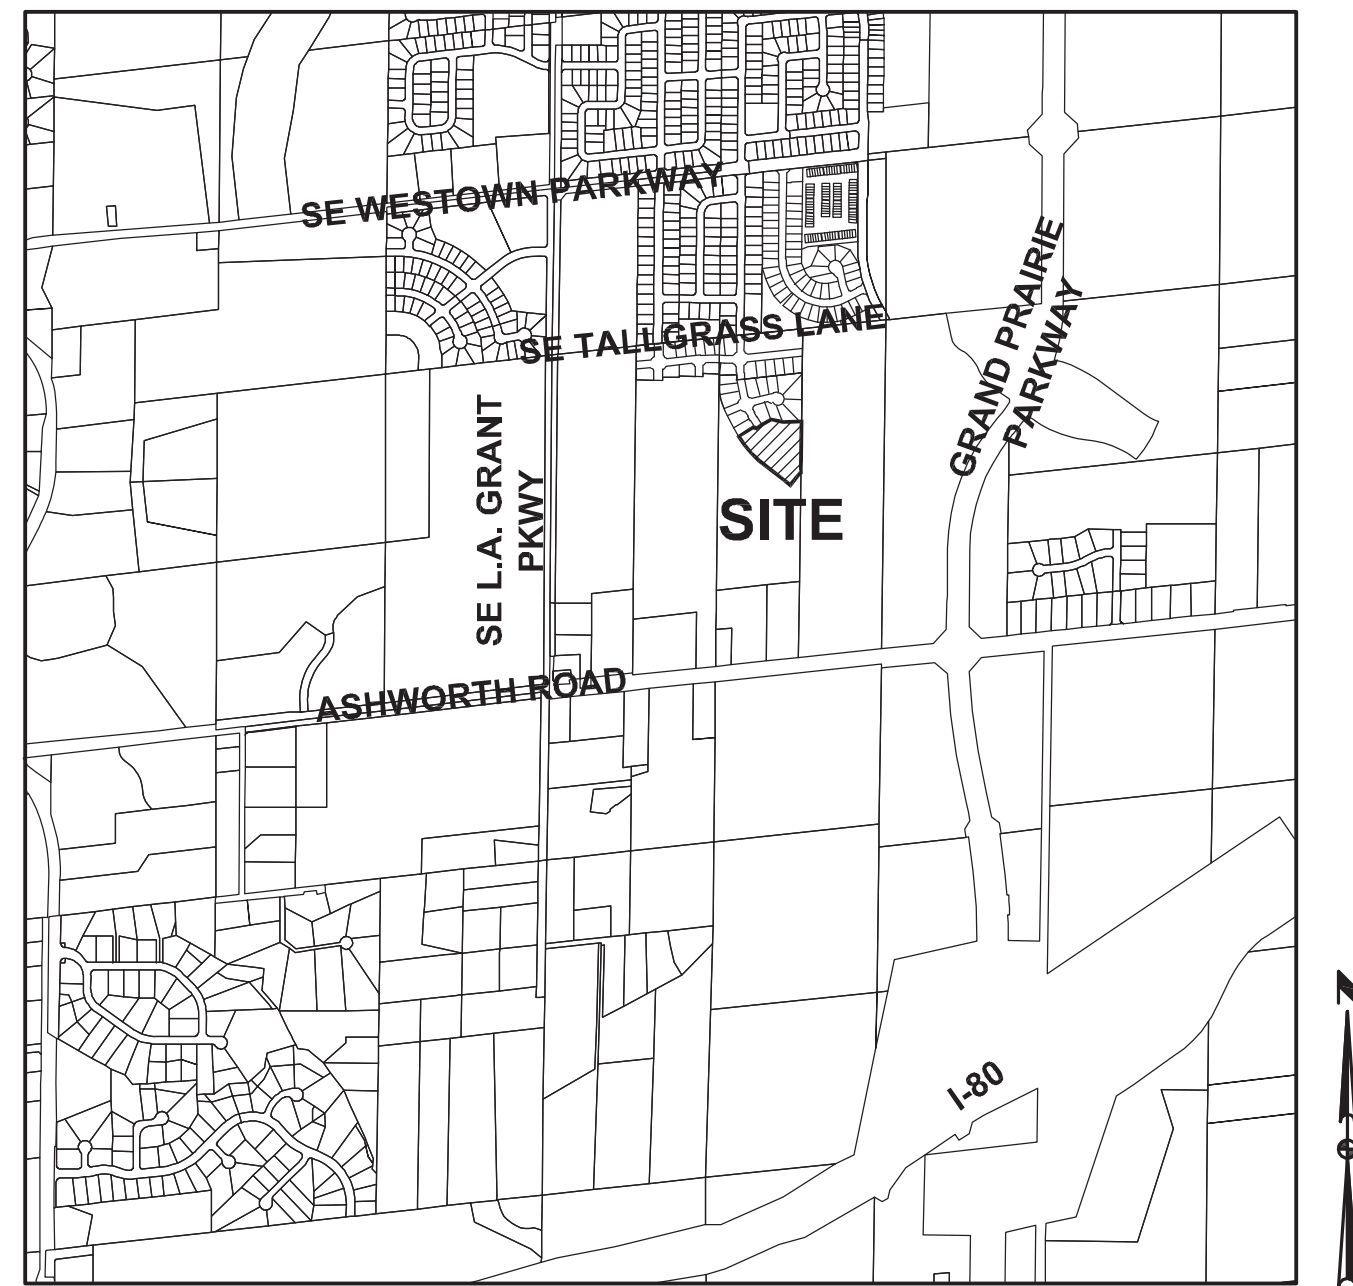 SE WESTOWN PARKWAY
SE TALLGRASS LANE
GRAND PRAIRIE
PARKWAY
SE L.A. GRANT
PKWY
SITE
ASHWORTH ROAD
I-80